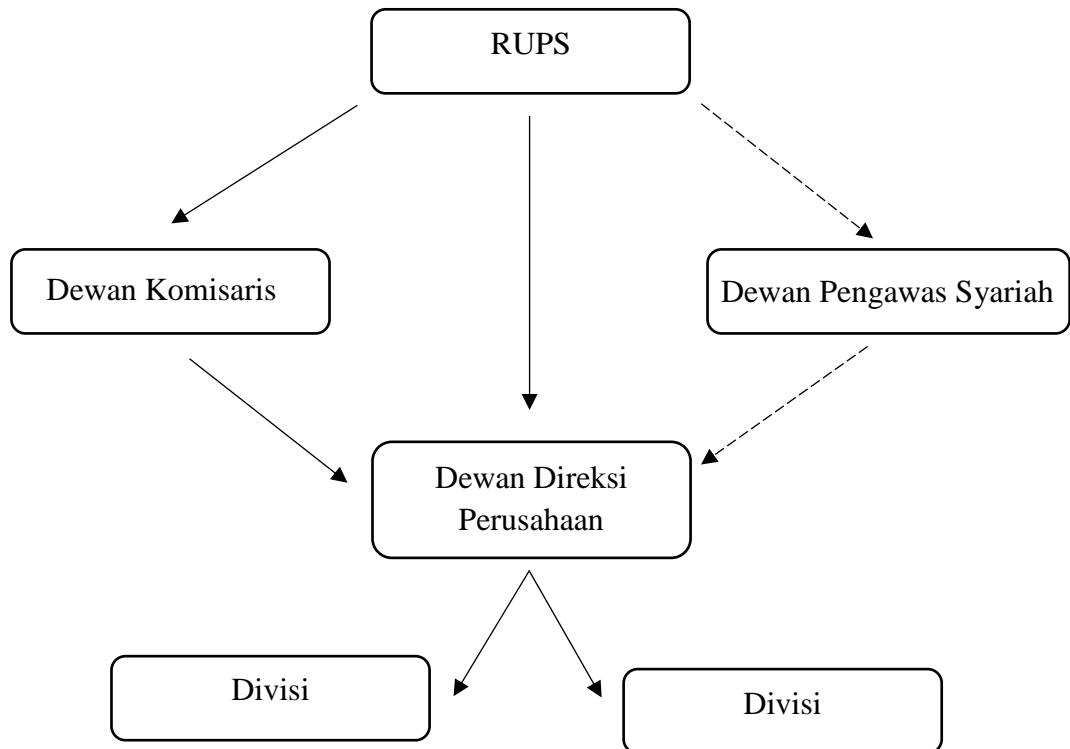 RUPS
Dewan Komisaris
Dewan Pengawas Syariah
Dewan Direksi
Perusahaan
Divisi
Divisi